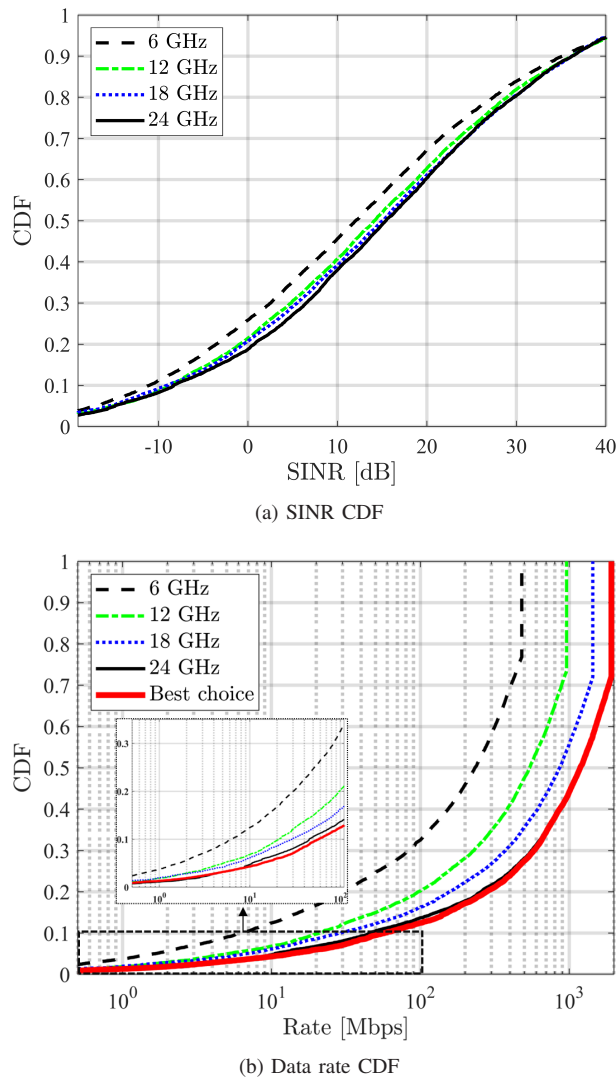 1
0.9
0.8
0.7
0.6
0.5
0.4
0.3
0.2
0.1
0
CDF
6 GHz
12 GHz
18 GHz
24 GHz
-10 0 10 20 30 40
SINR [dB]
(a) SINR CDF
1
0.9
0.8
0.7
0.6
0.5
0.4
0.3
0.2
0.1
0
CDF
6 GHz
12 GHz
18 GHz
24 GHz
Best choice
0.3
0.2
0.1
0
10^0 10^1 10^2
10^0 10^1 10^2 10^3
Rate [Mbps]
(b) Data rate CDF